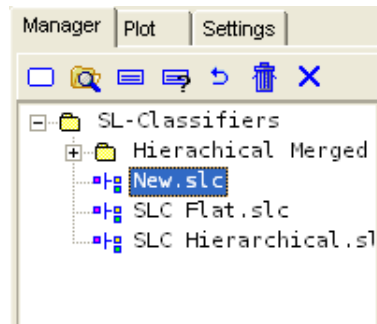 Manager Plot Settings
SL-Classifiers
Hierachical Merged
New.slc
SLC Flat.slc
SLC Hierarchical.sl